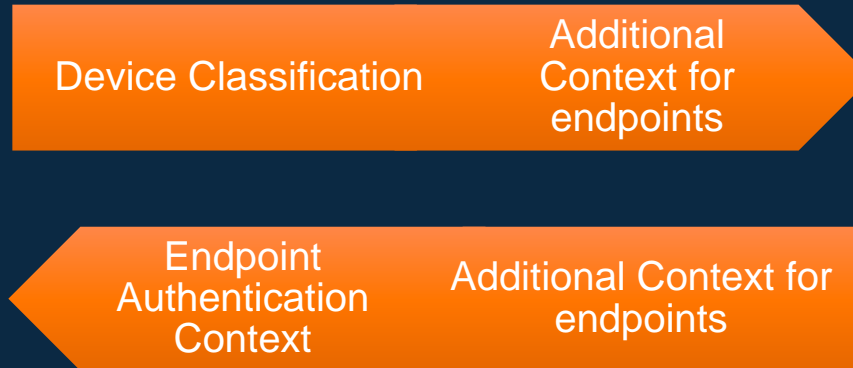 Device Classification
Additional
Context for
endpoints
Endpoint
Authentication
Context
Additional Context for
endpoints